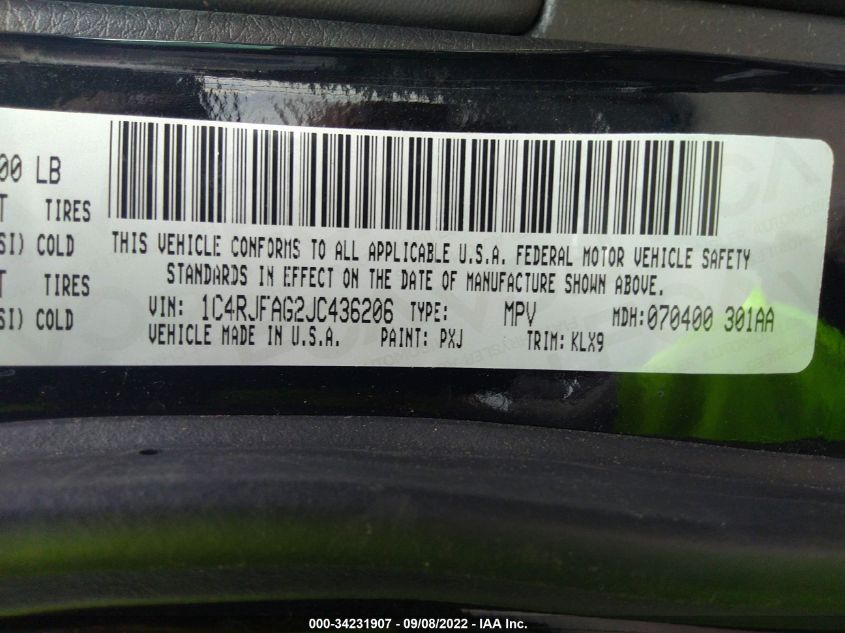 00 LB
T TIRES
SI) COLD
T TIRES
SI) COLD
THIS VEHICLE CONFORMS TO ALL APPLICABLE U.S.A. FEDERAL MOTOR VEHICLE SAFETY
STANDARDS IN EFFECT ON THE DATE OF MANUFACTURE SHOWN ABOVE.
VIN: 1C4RJFAG2JC436206 TYPE: MPV MDH:070400 301AA
VEHICLE MADE IN U.S.A. PAINT: PXJ TRIM: KLX9
000-34231907 - 09/08/2022 - IAA Inc.